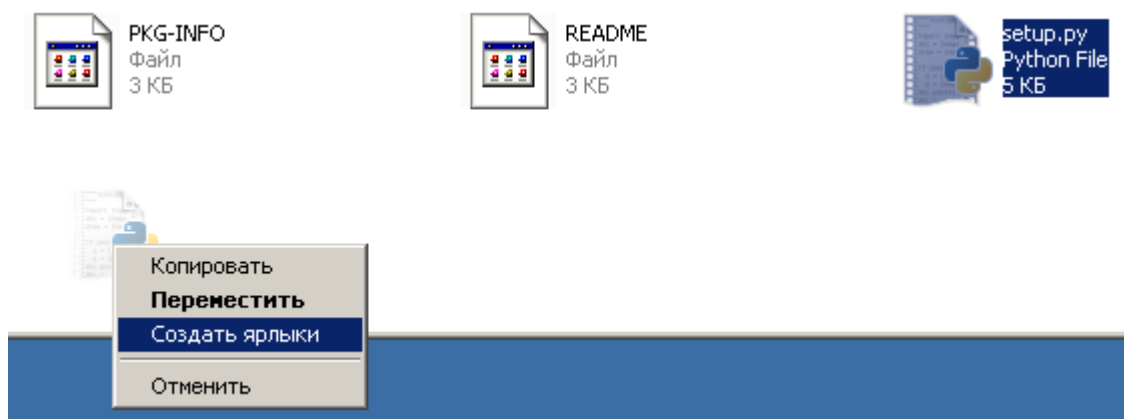 PKG-INFO
Файл
3 КБ
README
Файл
3 КБ
setup.py
Python File
5 КБ
Копировать
Переместить
Создать ярлыки
Отменить